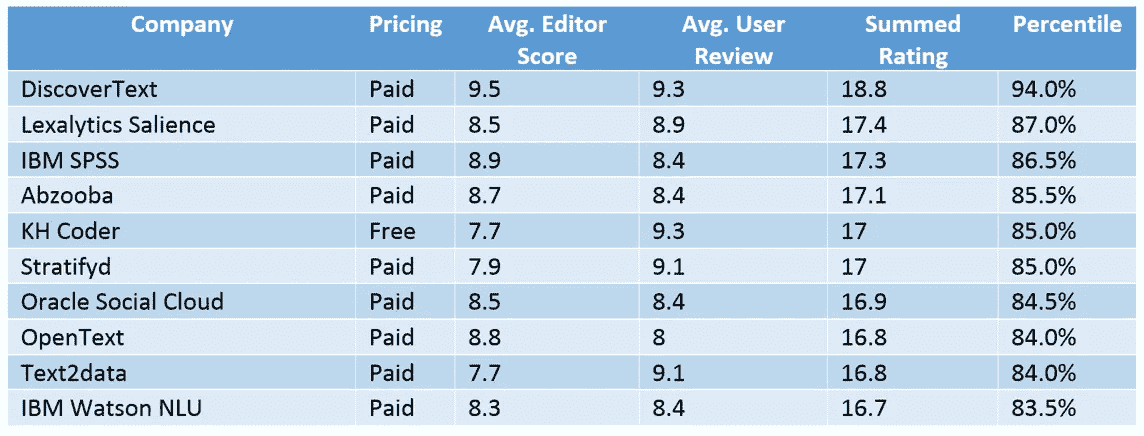 Company Pricing Avg. Editor Score Avg. User Review Summed Rating Percentile
DiscoverText Paid 9.5 9.3 18.8 94.0%
Lexalytics Salience Paid 8.5 8.9 17.4 87.0%
IBM SPSS Paid 8.9 8.4 17.3 86.5%
Abzooba Paid 8.7 8.4 17.1 85.5%
KH Coder Free 7.7 9.3 17 85.0%
Stratifyd Paid 7.9 9.1 17 85.0%
Oracle Social Cloud Paid 8.5 8.4 16.9 84.5%
OpenText Paid 8.8 8 16.8 84.0%
Text2data Paid 7.7 9.1 16.8 84.0%
IBM Watson NLU Paid 8.3 8.4 16.7 83.5%